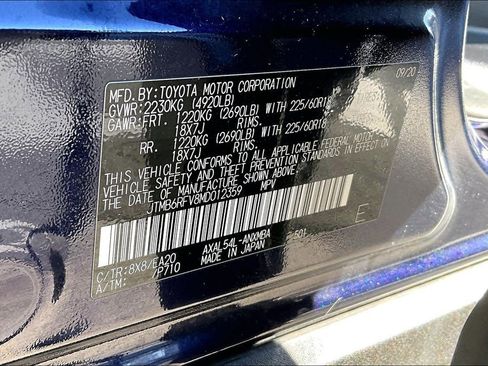 MFD.BY:TOYOTA MOTOR CORPORATION 09/20
GVWR:2230KG(4920LB)
GAWR:FRT. 1220KG(2690LB)WITH 225/60R18
18X7J RIMS.
RR. 1220KG(2690LB)WITH 225/60R18
18X7J RIMS.
THIS VEHICLE CONFORMS TO ALL APPLICABLE FEDERAL MOTOR
VEHICLE SAFETY AND THEFT PREVENTION STANDARDS IN EFFECT ON
THE DATE OF MANUFACTURE SHOWN ABOVE.
JTMB6RFV8MD012359 MPV
E
C/TR:8X8/EA20 AXAL54L-ANXMBA 50L
A/TM: /P710 MADE IN JAPAN